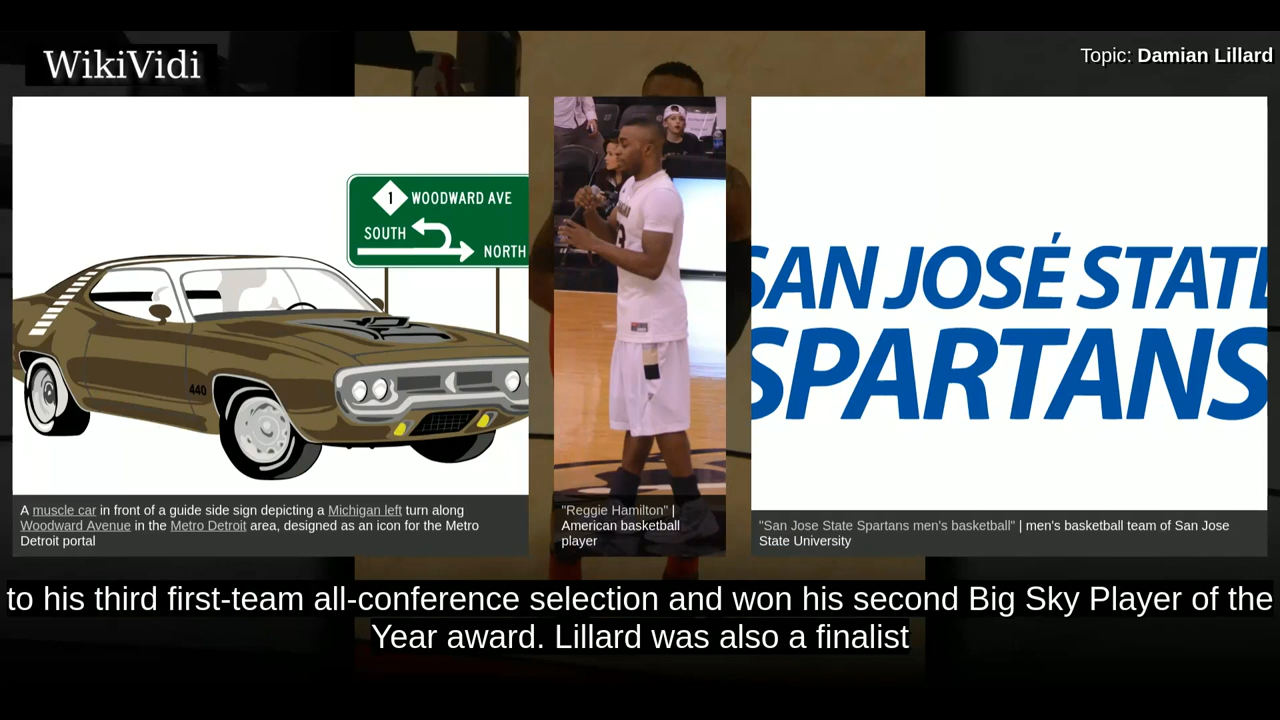 WikiVidi
Topic: Damian Lillard
1 WOODWARD AVE
SOUTH
NORTH
440
A muscle car in front of a guide side sign depicting a Michigan left turn along
Woodward Avenue in the Metro Detroit area, designed as an icon for the Metro
Detroit portal
"Reggie Hamilton" |
American basketball
player
SAN JOSÉ STATE
SPARTANS
"San Jose State Spartans men's basketball" | men's basketball team of San Jose
State University
to his third first-team all-conference selection and won his second Big Sky Player of the
Year award. Lillard was also a finalist